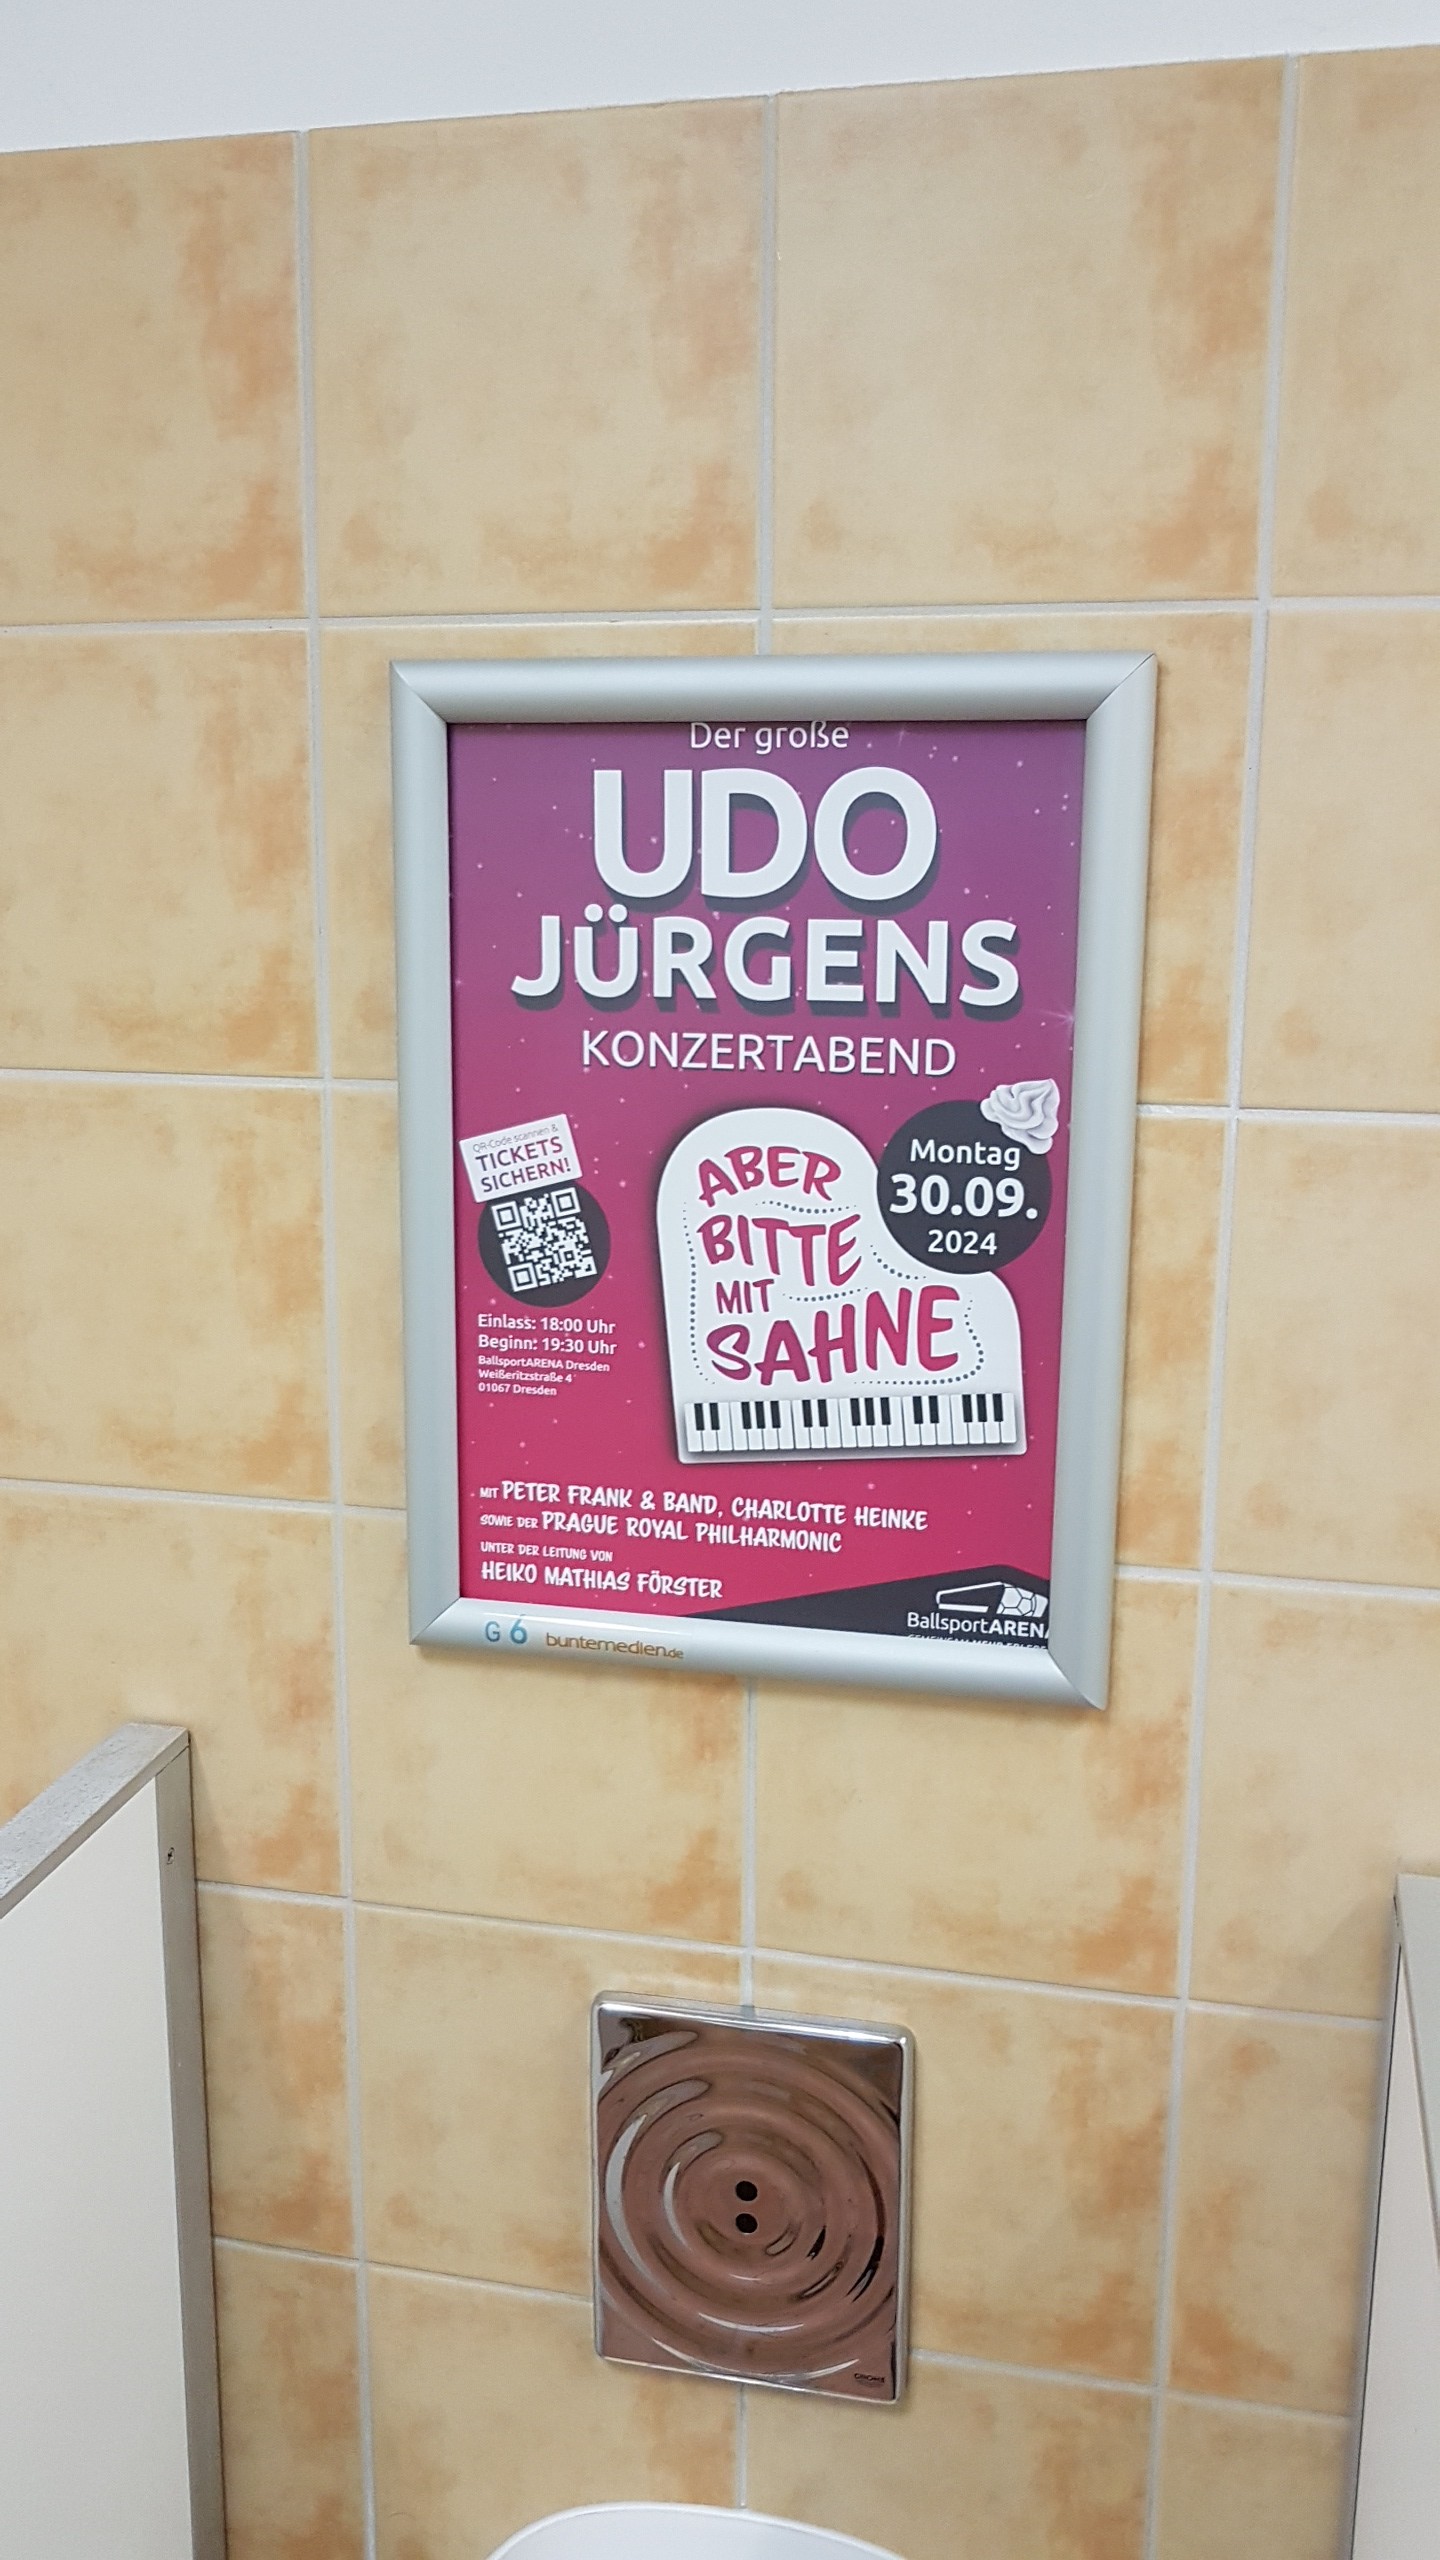 Der große
UDO
JÜRGENS
KONZERTABEND
QR-Code scannen &
TICKETS
SICHERN!
Montag
30.09.
2024
ABER
BITTE
MIT
SAHNE
Einlass: 18:00 Uhr
Beginn: 19:30 Uhr
BallsportARENA Dresden
Weißeritzstraße 4
01067 Dresden
MIT PETER FRANK & BAND, CHARLOTTE HEINKE
SOWIE DER PRAGUE ROYAL PHILHARMONIC
UNTER DER LEITUNG VON
HEIKO MATHIAS FÖRSTER
BallsportARENA
G 6 buntemedien.de